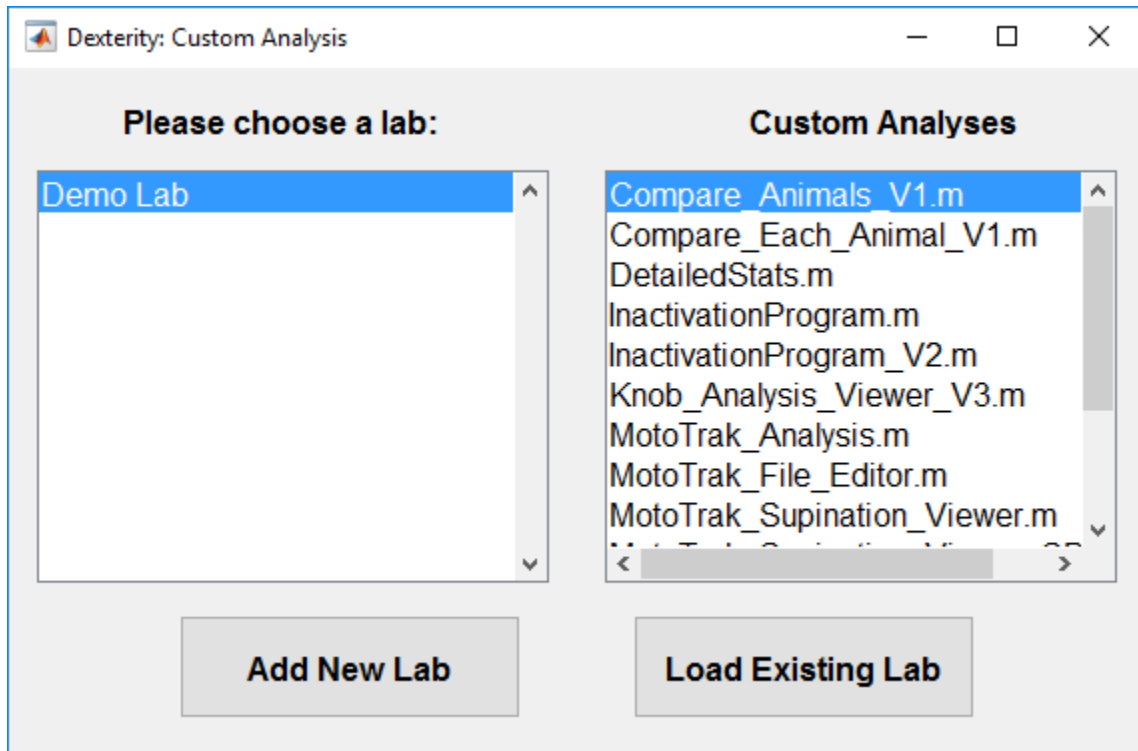 Dexterity: Custom Analysis
Please choose a lab:
Demo Lab
Custom Analyses
Compare_Animals_V1.m
Compare_Each_Animal_V1.m
DetailedStats.m
InactivationProgram.m
InactivationProgram_V2.m
Knob_Analysis_Viewer_V3.m
MotoTrak_Analysis.m
MotoTrak_File_Editor.m
MotoTrak_Supination_Viewer.m
Add New Lab
Load Existing Lab